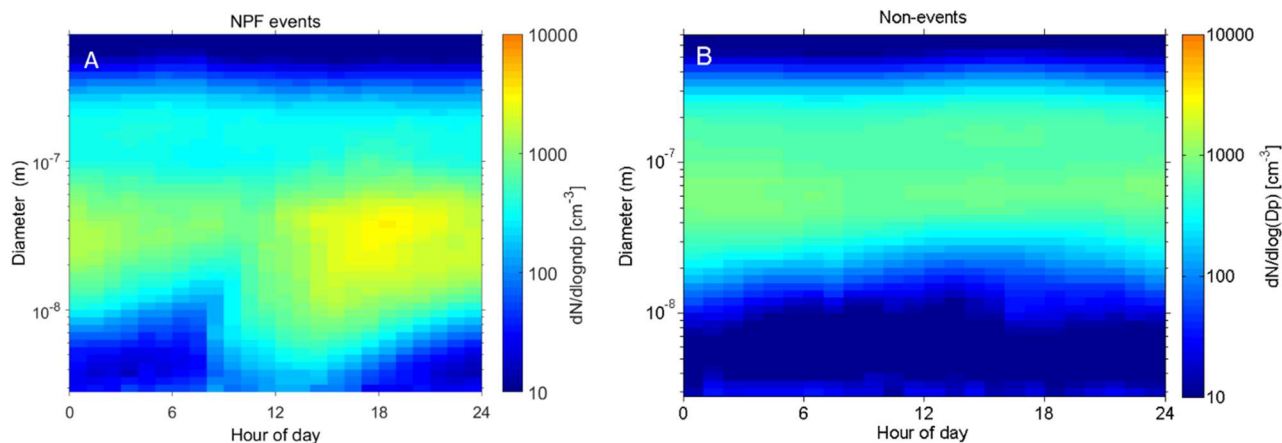 NPF events
A
Diameter (m)
10⁻⁷
10⁻⁸
0 6 12 18 24
Hour of day
10000
1000
100
10
dN/dlogndp [cm⁻³]
Non-events
B
Diameter (m)
10⁻⁷
10⁻⁸
0 6 12 18 24
Hour of day
10000
1000
100
10
dN/dlog(Dp) [cm⁻³]